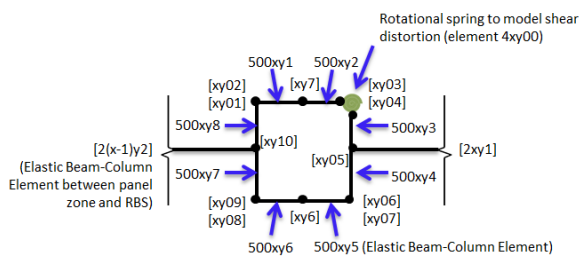 Rotational spring to model shear
distortion (element 4xy00)
500xy1
500xy2
[xy02]
[xy01]
[xy7]
[xy03]
[xy04]
500xy8
500xy3
[2(x-1)y2]
(Elastic Beam-Column
Element between panel
zone and RBS)
[xy10]
[xy05]
[2xy1]
500xy7
500xy4
[xy09]
[xy08]
[xy6]
[xy06]
[xy07]
500xy6
500xy5 (Elastic Beam-Column Element)